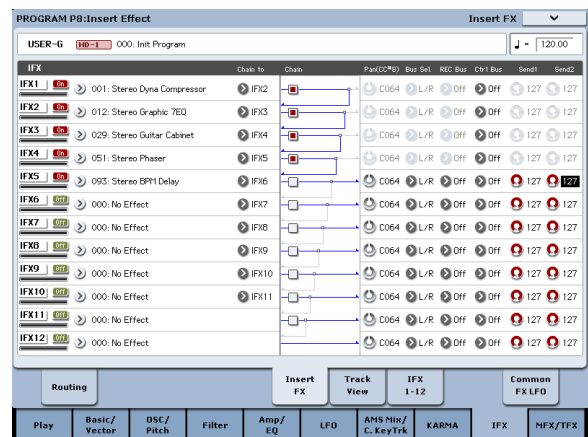 PROGRAM P8:Insert Effect Insert FX
USER-G HD-1 000: Init Program ♩= 120.00
IFX Chain to Chain Pan(CC#8) Bus Sel. REC Bus Ctrl Bus Send1 Send2
IFX1 On 001: Stereo Dyna Compressor IFX2 C064 L/R Off Off 127 127
IFX2 On 012: Stereo Graphic 7EQ IFX3 C064 L/R Off Off 127 127
IFX3 On 029: Stereo Guitar Cabinet IFX4 C064 L/R Off Off 127 127
IFX4 On 051: Stereo Phaser IFX5 C064 L/R Off Off 127 127
IFX5 On 093: Stereo BPM Delay IFX6 C064 L/R Off Off 127 127
IFX6 Off 000: No Effect IFX7 C064 L/R Off Off 127 127
IFX7 Off 000: No Effect IFX8 C064 L/R Off Off 127 127
IFX8 Off 000: No Effect IFX9 C064 L/R Off Off 127 127
IFX9 Off 000: No Effect IFX10 C064 L/R Off Off 127 127
IFX10 Off 000: No Effect IFX11 C064 L/R Off Off 127 127
IFX11 Off 000: No Effect C064 L/R Off Off 127 127
IFX12 Off 000: No Effect C064 L/R Off Off 127 127
Routing Insert FX Track View IFX 1-12 Common FX LFO
Play Basic/Vector OSC/Pitch Filter Amp/EQ LFO AMS Mix/C.KeyTrk KARMA IFX MFX/TFX